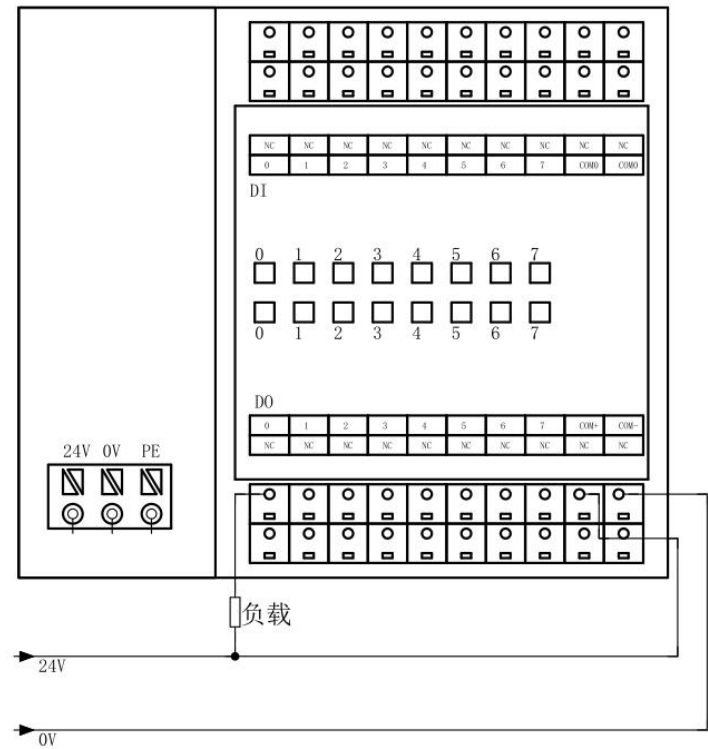 NC NC NC NC NC NC NC NC NC NC
0 1 2 3 4 5 6 7 COM0 COM0
DI
0 1 2 3 4 5 6 7
0 1 2 3 4 5 6 7
DO
0 1 2 3 4 5 6 7 COM+ COM-
NC NC NC NC NC NC NC NC NC NC
24V 0V PE
负载
24V
0V